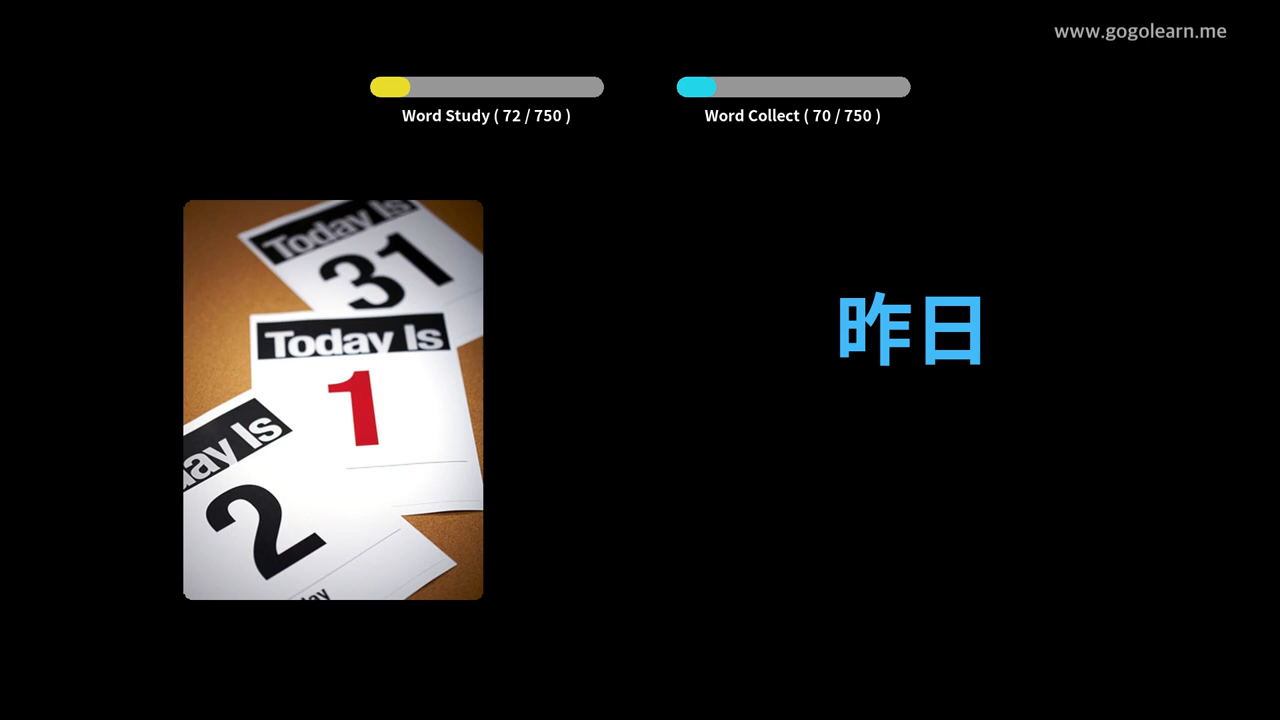 www.gogolearn.me
Word Study ( 72 / 750 )
Word Collect ( 70 / 750 )
Today Is
31
Today Is
1
ay Is
2
昨日